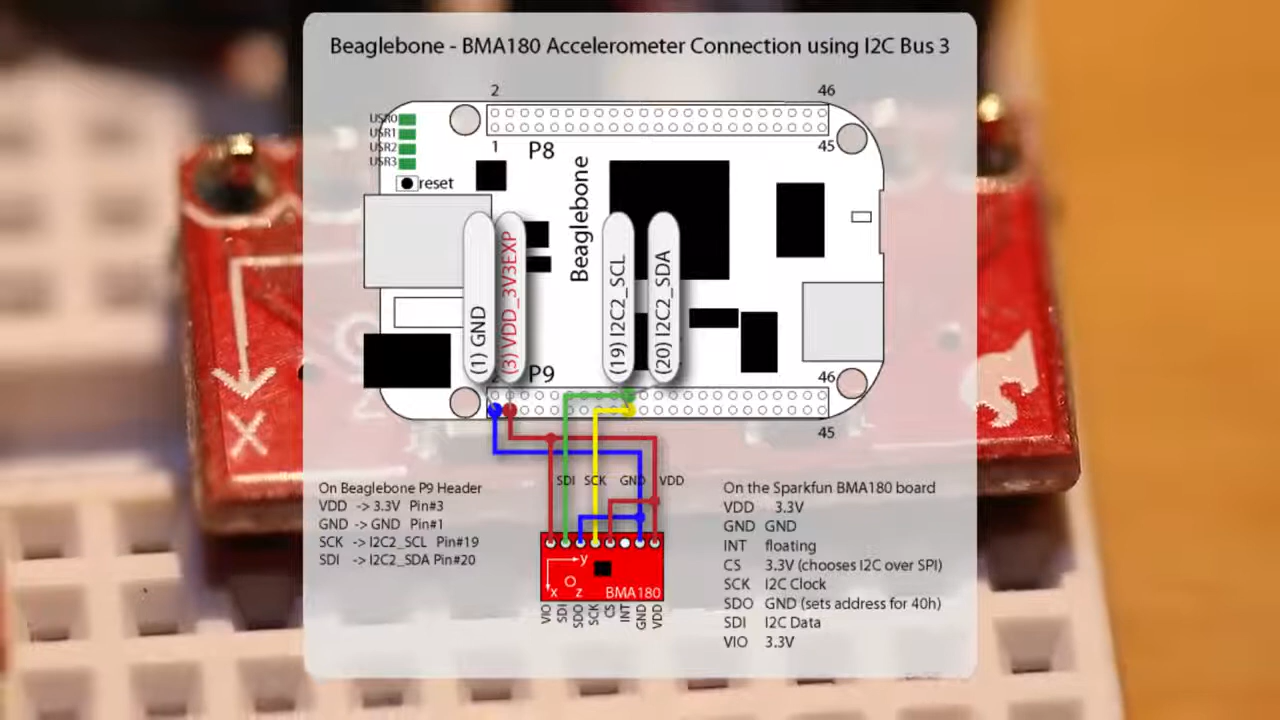 Beaglebone - BMA180 Accelerometer Connection using I2C Bus 3
2
46
USR0
USR1
USR2
USR3
1
P8
45
reset
Beaglebone
(1) GND
(3) VDD_3V3EXP
(19) I2C2_SCL
(20) I2C2_SDA
2
P9
46
45
SDI SCK GND VDD
On Beaglebone P9 Header
VDD -> 3.3V Pin#3
GND -> GND Pin#1
SCK -> I2C2_SCL Pin#19
SDI -> I2C2_SDA Pin#20
y
x
z
BMA180
VIO
SDI
SDO
SCK
CS
INT
GND
VDD
On the Sparkfun BMA180 board
VDD 3.3V
GND GND
INT floating
CS 3.3V (chooses I2C over SPI)
SCK I2C Clock
SDO GND (sets address for 40h)
SDI I2C Data
VIO 3.3V
X